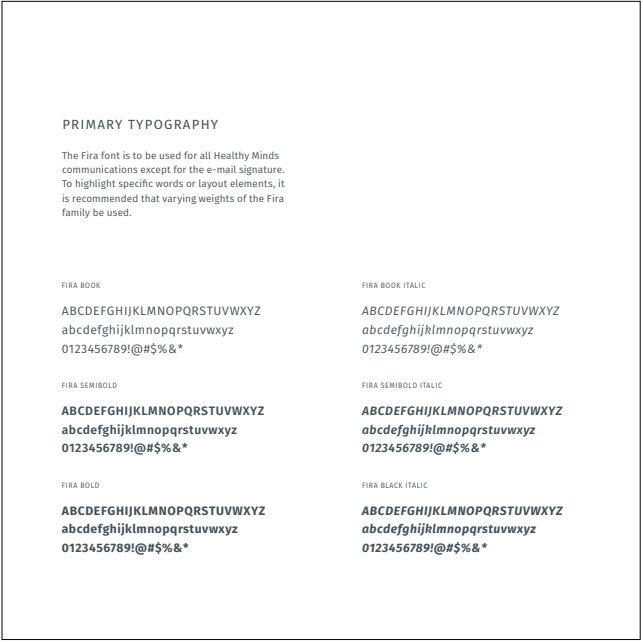 PRIMARY TYPOGRAPHY
The Fira font is to be used for all Healthy Minds
communications except for the e-mail signature.
To highlight specific words or layout elements, it
is recommended that varying weights of the Fira
family be used.
FIRA BOOK
ABCDEFGHIJKLMNOPQRSTUVWXYZ
abcdefghijklmnopqrstuvwxyz
0123456789!@#$%&*
FIRA BOOK ITALIC
ABCDEFGHIJKLMNOPQRSTUVWXYZ
abcdefghijklmnopqrstuvwxyz
0123456789!@#$%&*
FIRA SEMIBOLD
ABCDEFGHIJKLMNOPQRSTUVWXYZ
abcdefghijklmnopqrstuvwxyz
0123456789!@#$%&*
FIRA SEMIBOLD ITALIC
ABCDEFGHIJKLMNOPQRSTUVWXYZ
abcdefghijklmnopqrstuvwxyz
0123456789!@#$%&*
FIRA BOLD
ABCDEFGHIJKLMNOPQRSTUVWXYZ
abcdefghijklmnopqrstuvwxyz
0123456789!@#$%&*
FIRA BLACK ITALIC
ABCDEFGHIJKLMNOPQRSTUVWXYZ
abcdefghijklmnopqrstuvwxyz
0123456789!@#$%&*